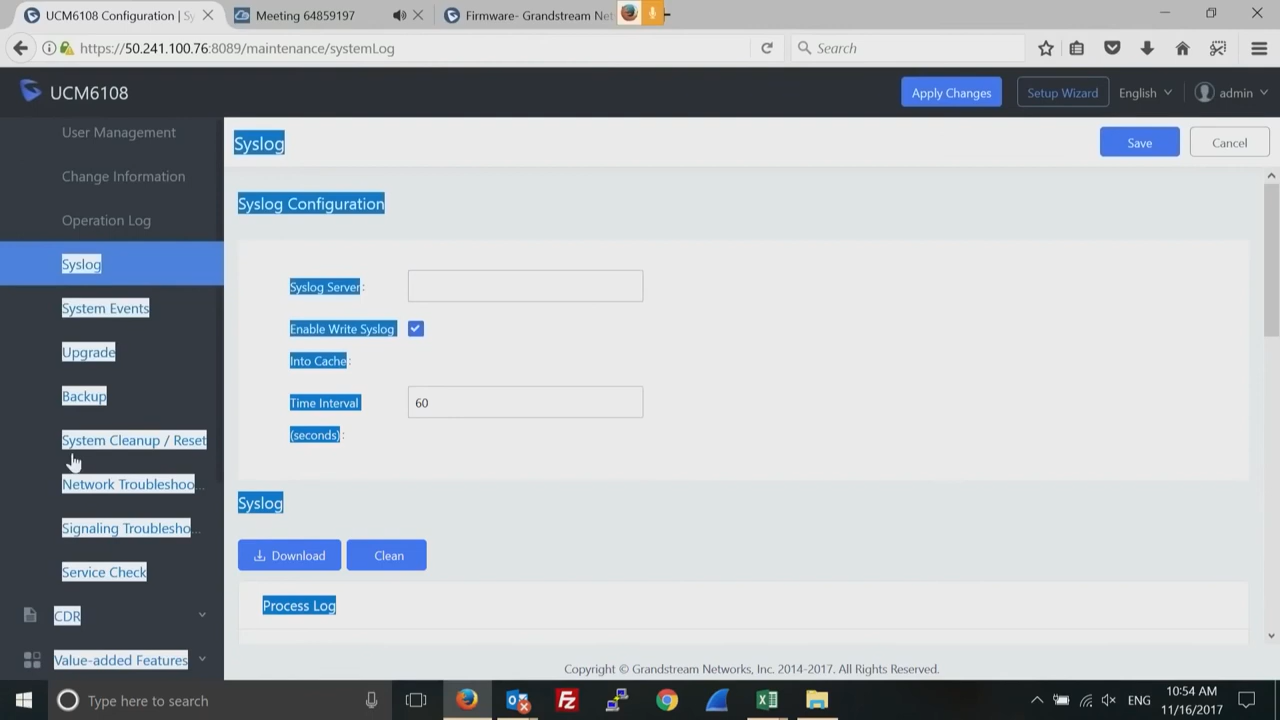 UCM6108 Configuration | Sy
Meeting 64859197
Firmware- Grandstream Net
https://50.241.100.76:8089/maintenance/systemLog
Search
UCM6108
Apply Changes
Setup Wizard
English
admin
User Management
Change Information
Operation Log
Syslog
System Events
Upgrade
Backup
System Cleanup / Reset
Network Troubleshoo...
Signaling Troublesho...
Service Check
CDR
Value-added Features
Syslog
Save
Cancel
Syslog Configuration
Syslog Server:
Enable Write Syslog
Into Cache:
Time Interval
(seconds):
60
Syslog
Download
Clean
Process Log
Copyright © Grandstream Networks, Inc. 2014-2017. All Rights Reserved.
Type here to search
ENG
10:54 AM
11/16/2017